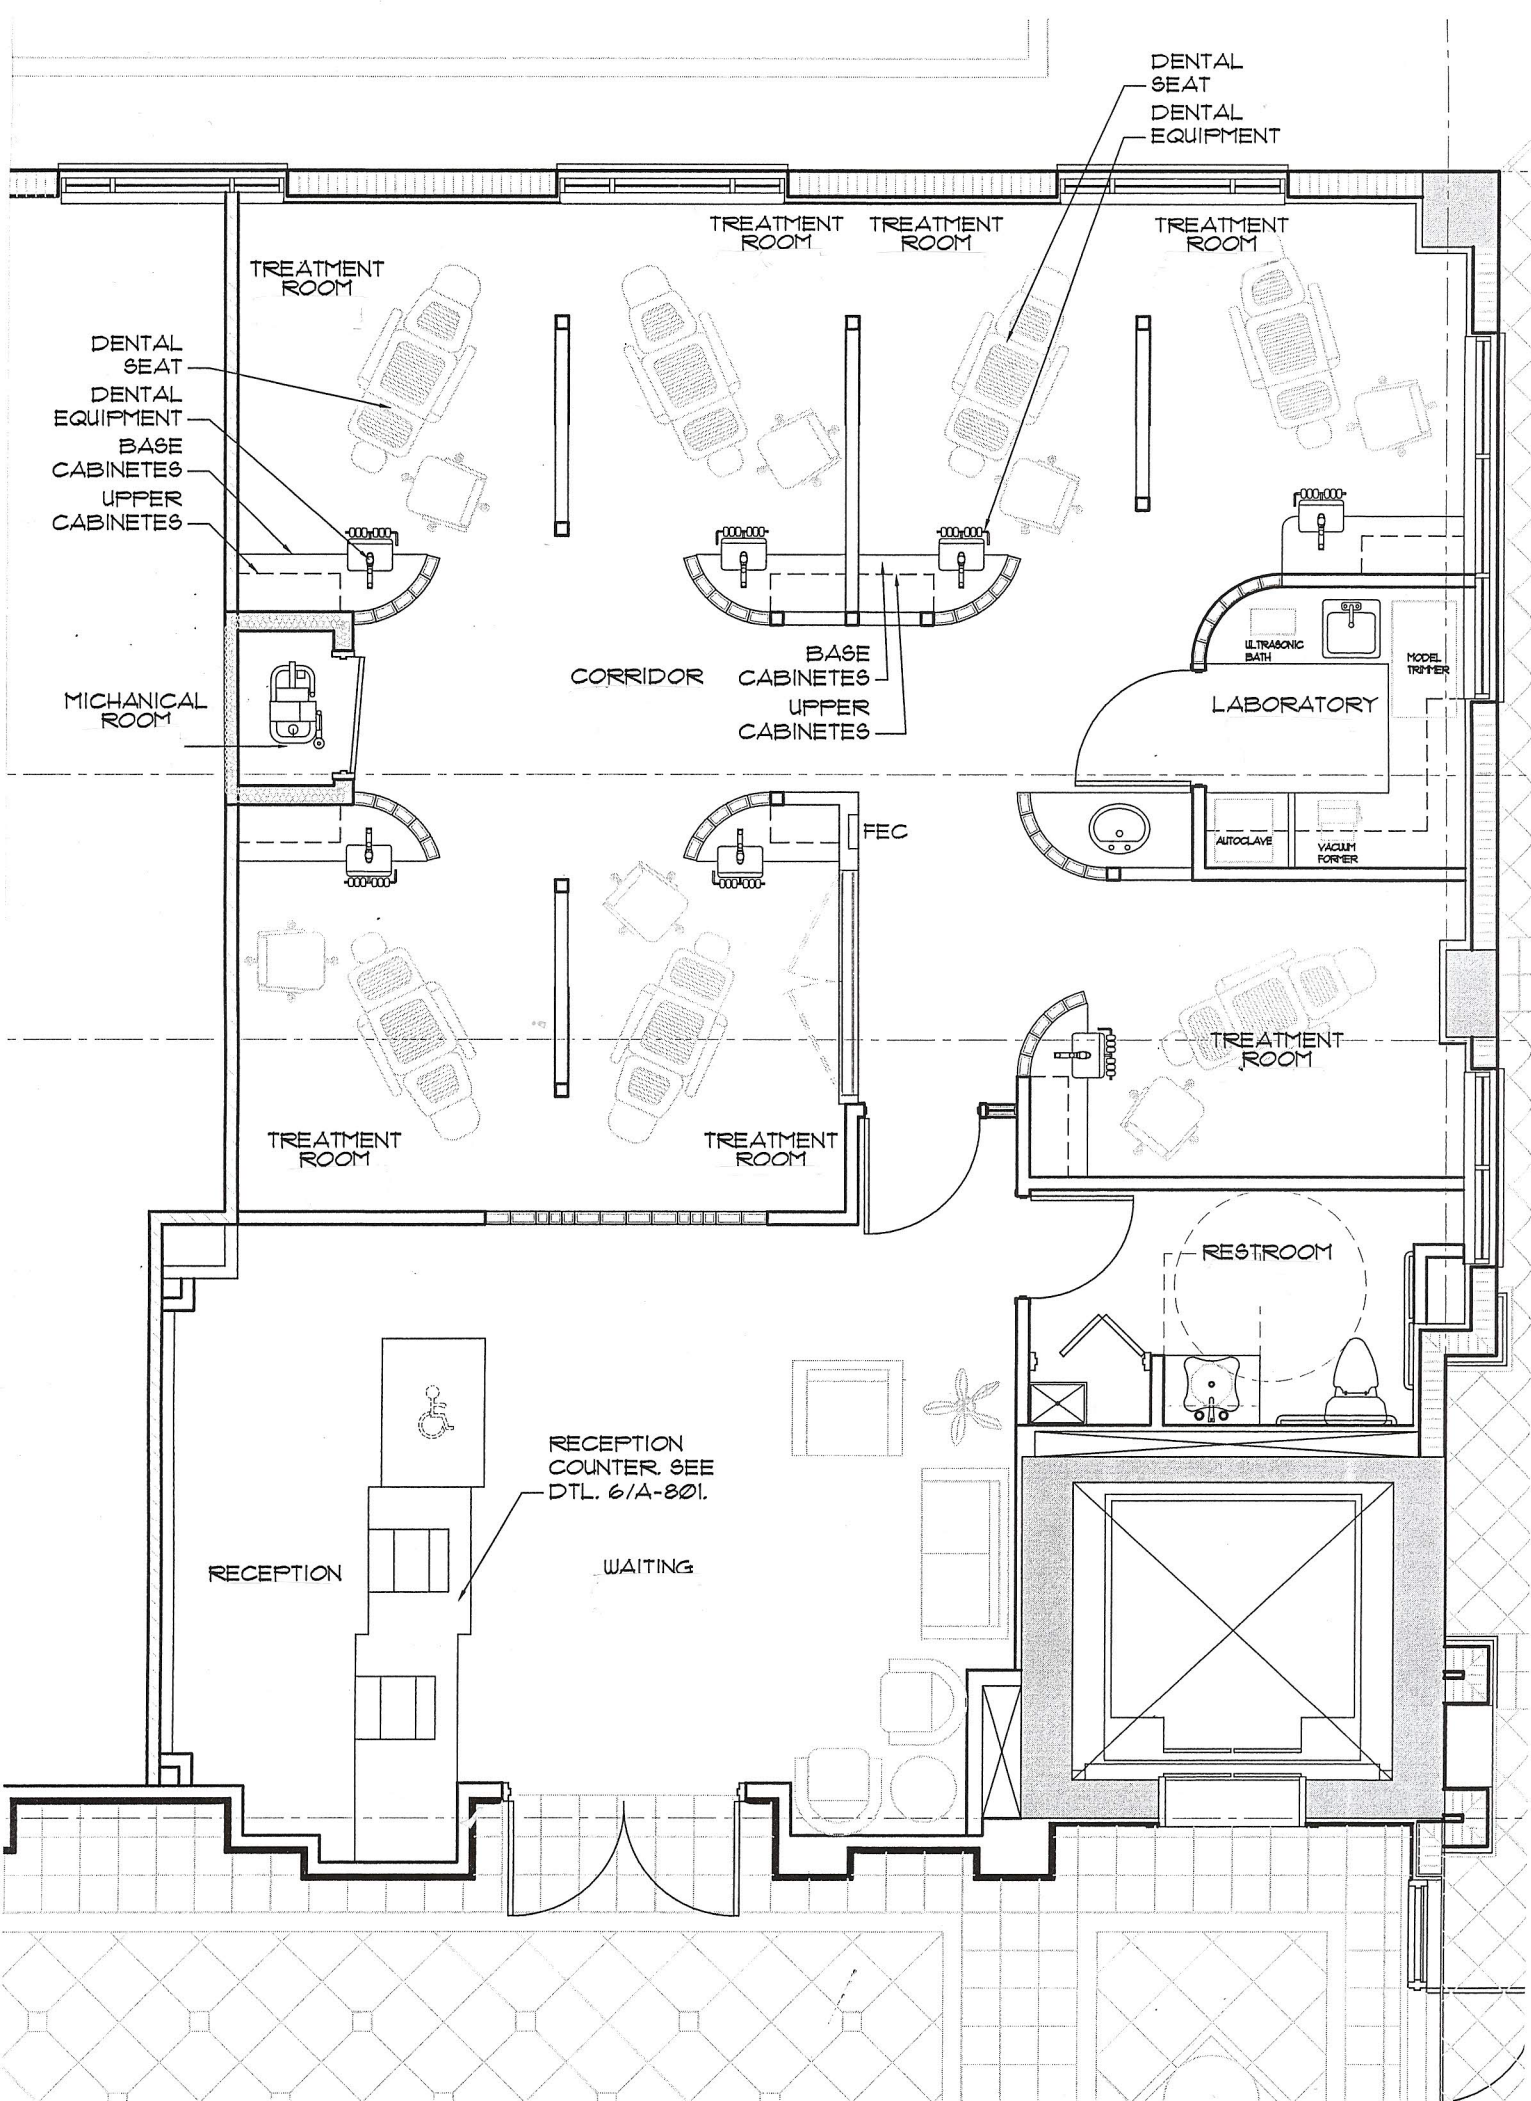 DENTAL
SEAT
DENTAL
EQUIPMENT
TREATMENT
ROOM
TREATMENT
ROOM
TREATMENT
ROOM
TREATMENT
ROOM
DENTAL
SEAT
DENTAL
EQUIPMENT
BASE
CABINETES
UPPER
CABINETES
MICHANICAL
ROOM
CORRIDOR
BASE
CABINETES
UPPER
CABINETES
ULTRASONIC
BATH
MODEL
TRIMMER
LABORATORY
FEC
AUTOCLAVE
VACUUM
FORMER
TREATMENT
ROOM
TREATMENT
ROOM
TREATMENT
ROOM
RESTROOM
RECEPTION
COUNTER. SEE
DTL. 6/A-801.
RECEPTION
WAITING